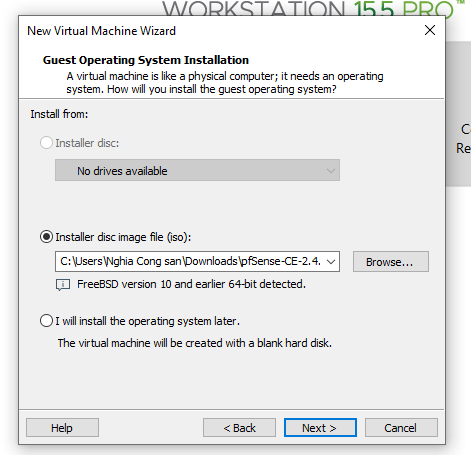 WORKSTATION 15.5 PRO™
New Virtual Machine Wizard
Guest Operating System Installation
A virtual machine is like a physical computer; it needs an operating
system. How will you install the guest operating system?
Install from:
Installer disc:
No drives available
Installer disc image file (iso):
C:\Users\Nghia Cong san\Downloads\pfSense-CE-2.4.
Browse...
FreeBSD version 10 and earlier 64-bit detected.
I will install the operating system later.
The virtual machine will be created with a blank hard disk.
Help
< Back
Next >
Cancel